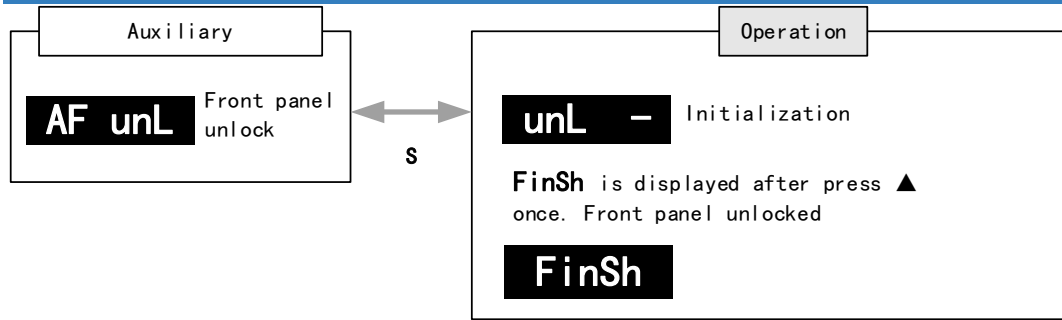 Auxiliary
AF unL
Front panel
unlock
S
Operation
unL －
Initialization
FinSh is displayed after press ▲
once. Front panel unlocked
FinSh